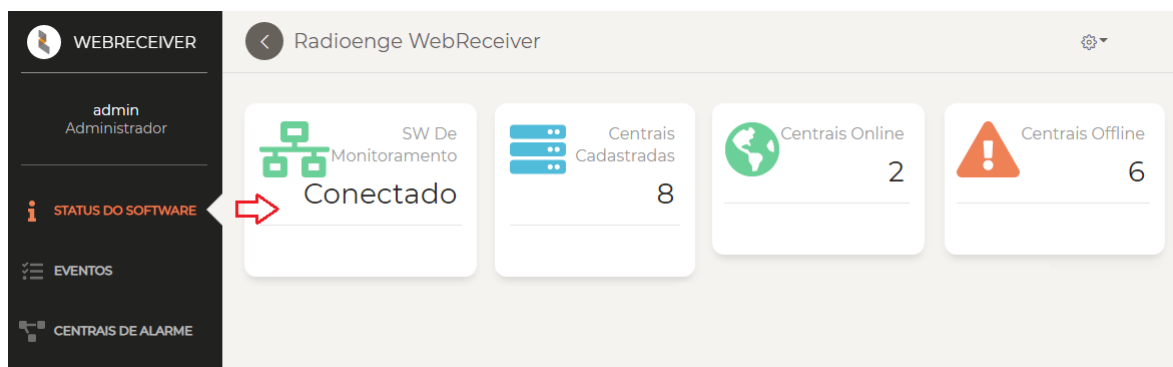 WEBRECEIVER
Radioenge WebReceiver
admin
Administrador
STATUS DO SOFTWARE
EVENTOS
CENTRAIS DE ALARME
SW De
Monitoramento
Conectado
Centrais
Cadastradas
8
Centrais Online
2
Centrais Offline
6